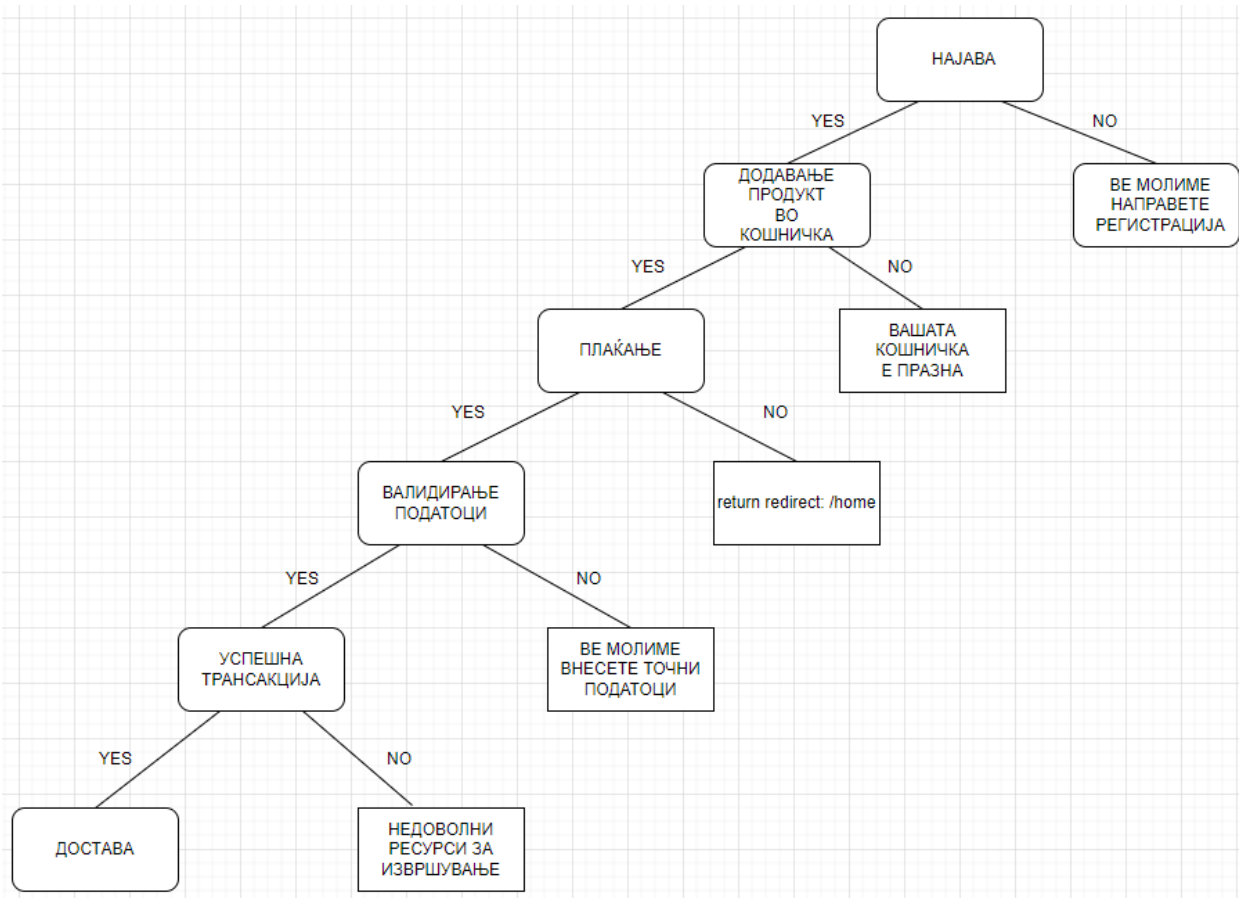 НАЈАВА
YES
NO
ДОДАВАЊЕ
ПРОДУКТ
ВО
КОШНИЧКА
ВЕ МОЛИМЕ
НАПРАВЕТЕ
РЕГИСТРАЦИЈА
YES
NO
ПЛАЌАЊЕ
ВАШАТА
КОШНИЧКА
Е ПРАЗНА
YES
NO
ВАЛИДИРАЊЕ
ПОДАТОЦИ
return redirect: /home
YES
NO
УСПЕШНА
ТРАНСАКЦИЈА
ВЕ МОЛИМЕ
ВНЕСЕТЕ ТОЧНИ
ПОДАТОЦИ
YES
NO
ДОСТАВА
НЕДОВОЛНИ
РЕСУРСИ ЗА
ИЗВРШУВАЊЕ